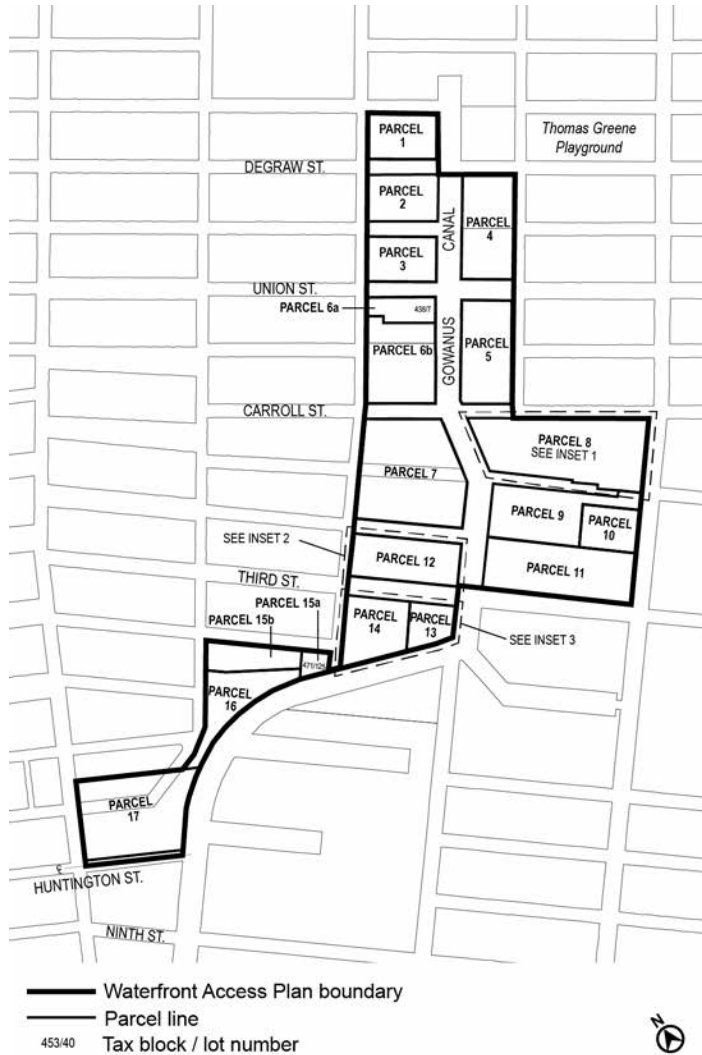 PARCEL
1
Thomas Greene
Playground
DEGRAW ST.
PARCEL
2
CANAL
PARCEL
4
PARCEL
3
UNION ST.
PARCEL 6a
438/7
PARCEL 6b
GOWANUS
PARCEL
5
CARROLL ST.
PARCEL 8
SEE INSET 1
PARCEL 7
PARCEL 9
PARCEL
10
SEE INSET 2
PARCEL 12
PARCEL 11
THIRD ST.
PARCEL 15a
PARCEL 15b
PARCEL
14
PARCEL
13
SEE INSET 3
471/125
PARCEL
16
PARCEL
17
HUNTINGTON ST.
NINTH ST.
Waterfront Access Plan boundary
Parcel line
453/40 Tax block / lot number
N